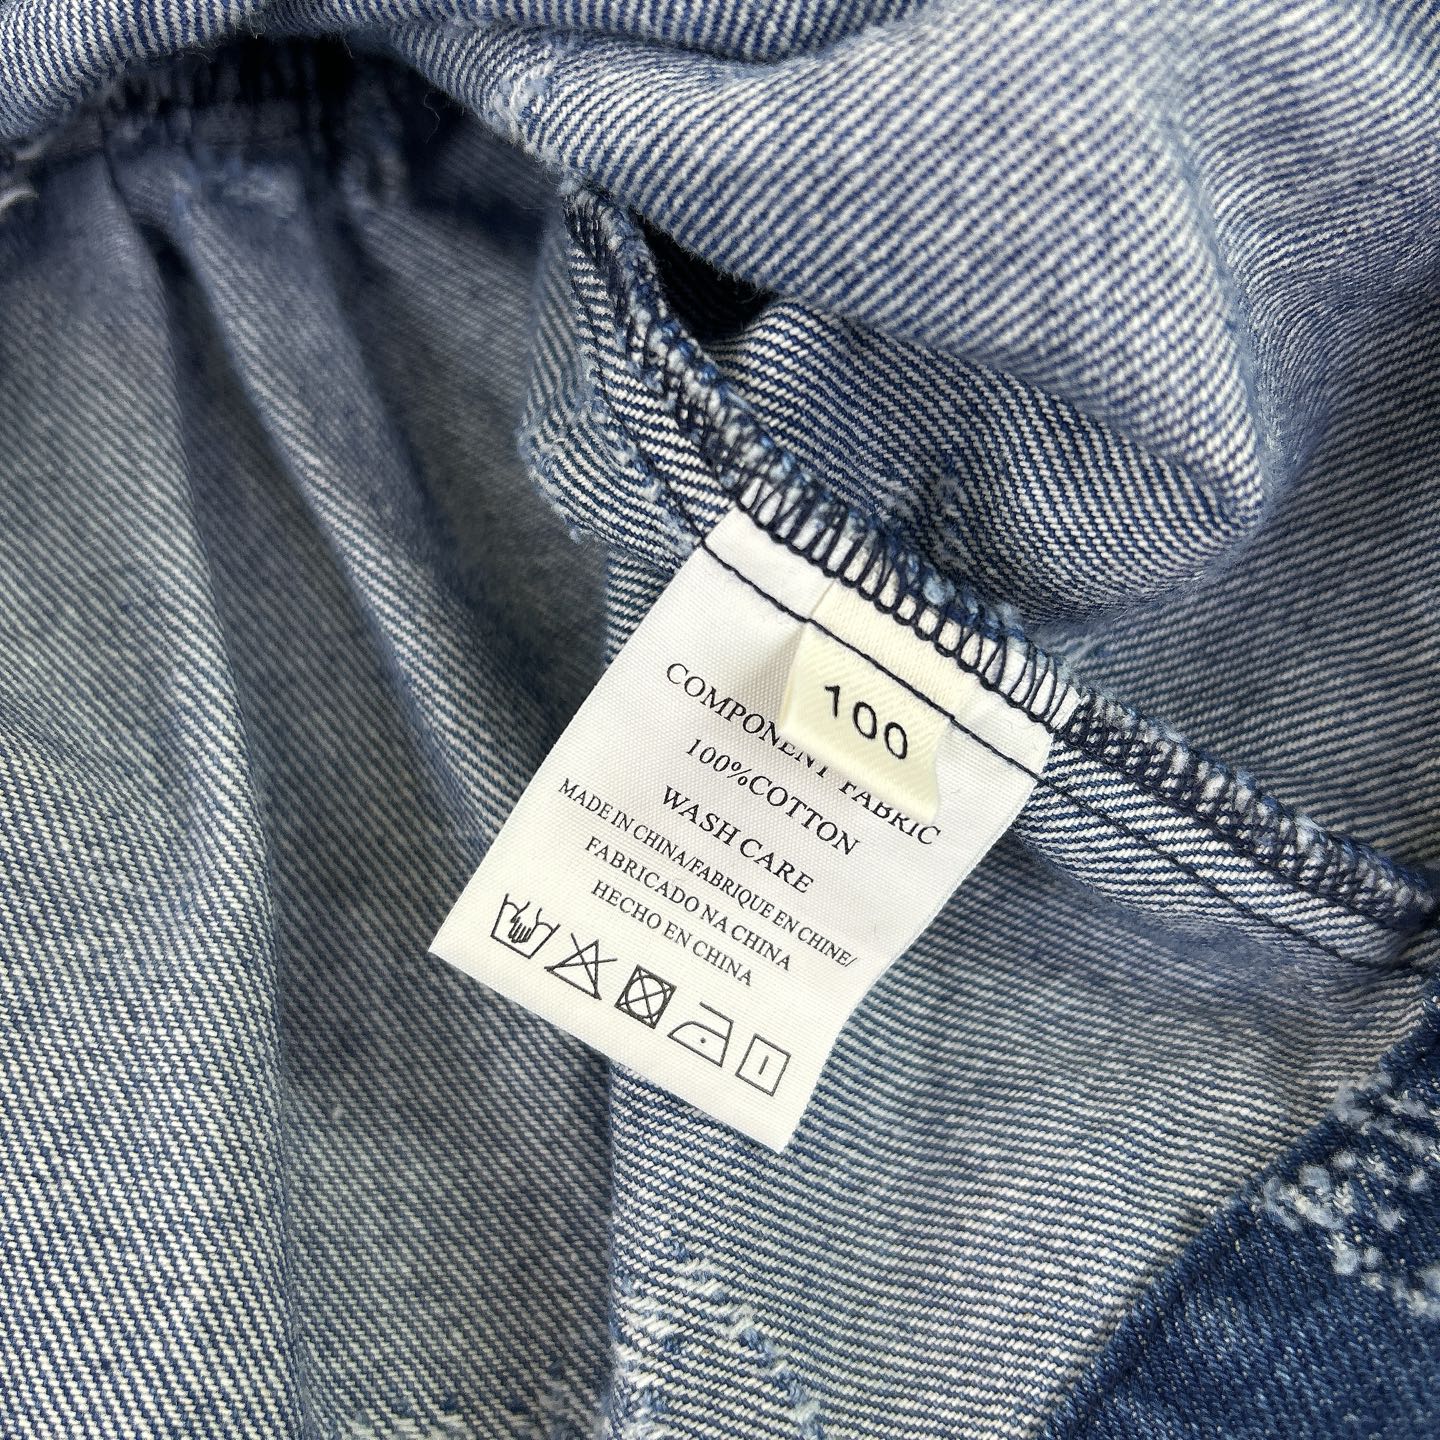 100
COMPONENT FABRIC
100%COTTON
WASH CARE
MADE IN CHINA/FABRIQUE EN CHINE/
FABRICADO NA CHINA
HECHO EN CHINA